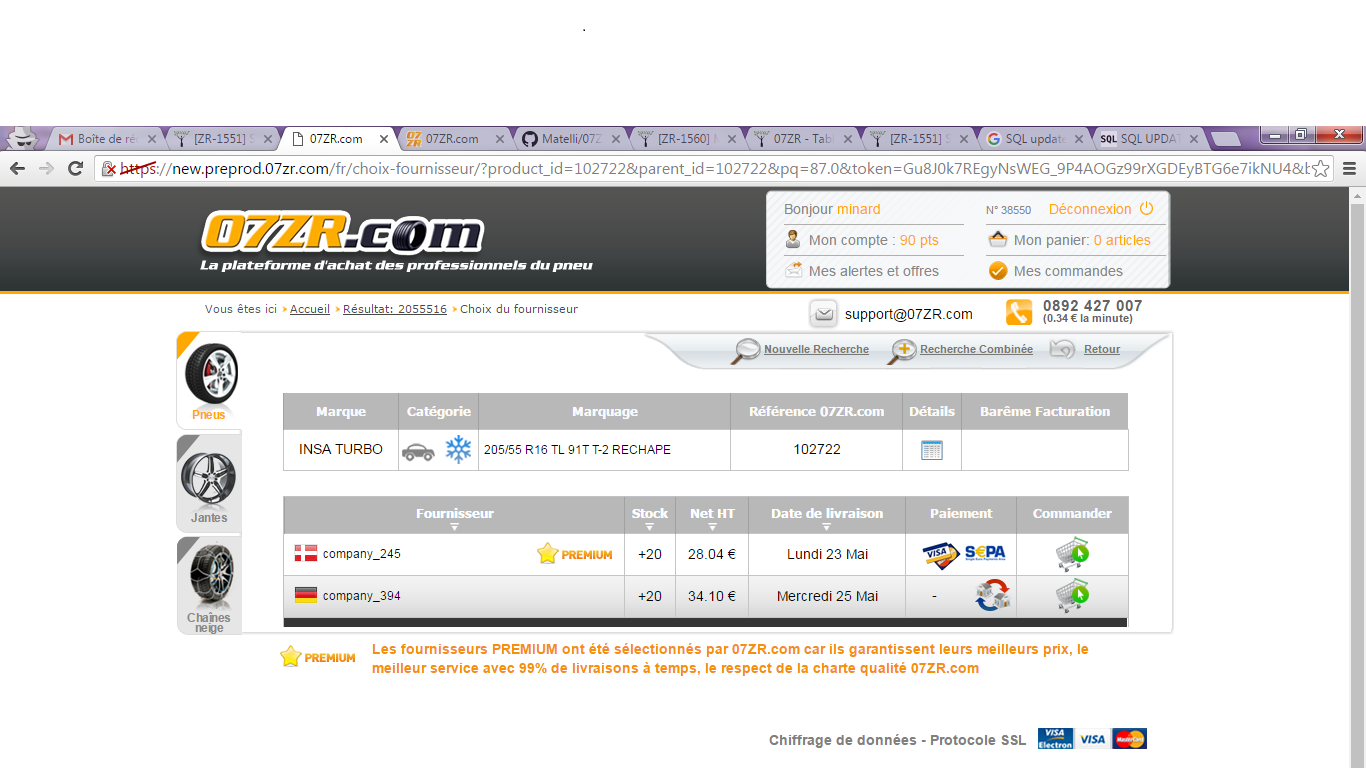 .
Boîte de ré
[ZR-1551] S
07ZR.com
07ZR.com
Matelli/07Z
[ZR-1560] M
07ZR - Tabl
[ZR-1551] S
SQL update
SQL SQL UPDAT
https://new.preprod.07zr.com/fr/choix-fournisseur/?product_id=102722&parent_id=102722&pq=87.0&token=Gu8J0k7REgyNsWEG_9P4AOGz99rXGDEyBTG6e7ikNU4&b
07ZR.com
La plateforme d'achat des professionnels du pneu
Bonjour minard N° 38550 Déconnexion
Mon compte : 90 pts Mon panier: 0 articles
Mes alertes et offres Mes commandes
Vous êtes ici Accueil Résultat: 2055516 Choix du fournisseur
support@07ZR.com
0892 427 007
(0.34 € la minute)
Nouvelle Recherche Recherche Combinée Retour
Pneus
Jantes
Chaînes
neige
Marque Catégorie Marquage Référence 07ZR.com Détails Barême Facturation
INSA TURBO 205/55 R16 TL 91T T-2 RECHAPE 102722
Fournisseur Stock Net HT Date de livraison Paiement Commander
company_245 PREMIUM +20 28.04 € Lundi 23 Mai VISA S€PA
company_394 +20 34.10 € Mercredi 25 Mai -
PREMIUM Les fournisseurs PREMIUM ont été sélectionnés par 07ZR.com car ils garantissent leurs meilleurs prix, le
meilleur service avec 99% de livraisons à temps, le respect de la charte qualité 07ZR.com
Chiffrage de données - Protocole SSL VISA Electron VISA MasterCard